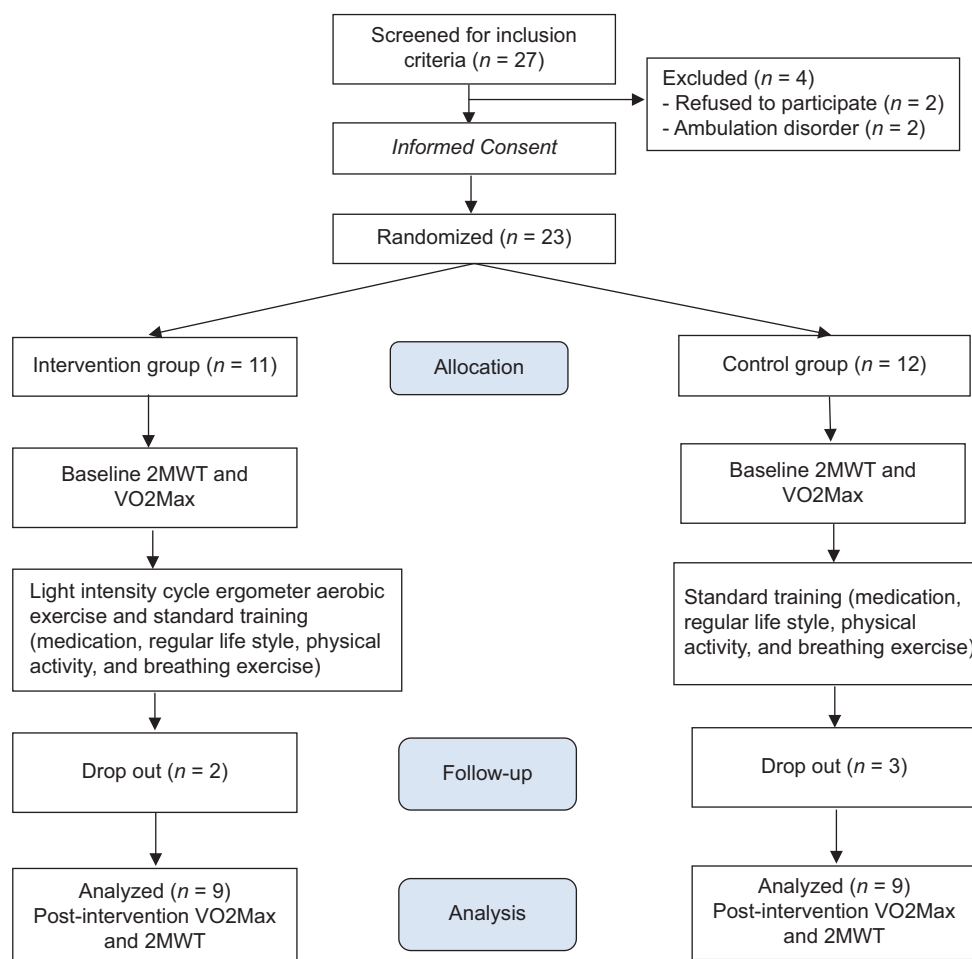 Screened for inclusion
criteria (n = 27)
Excluded (n = 4)
- Refused to participate (n = 2)
- Ambulation disorder (n = 2)
Informed Consent
Randomized (n = 23)
Intervention group (n = 11)
Allocation
Control group (n = 12)
Baseline 2MWT and
VO2Max
Baseline 2MWT and
VO2Max
Light intensity cycle ergometer aerobic
exercise and standard training
(medication, regular life style, physical
activity, and breathing exercise)
Standard training (medication,
regular life style, physical
activity, and breathing exercise)
Drop out (n = 2)
Follow-up
Drop out (n = 3)
Analyzed (n = 9)
Post-intervention VO2Max
and 2MWT
Analysis
Analyzed (n = 9)
Post-intervention VO2Max
and 2MWT